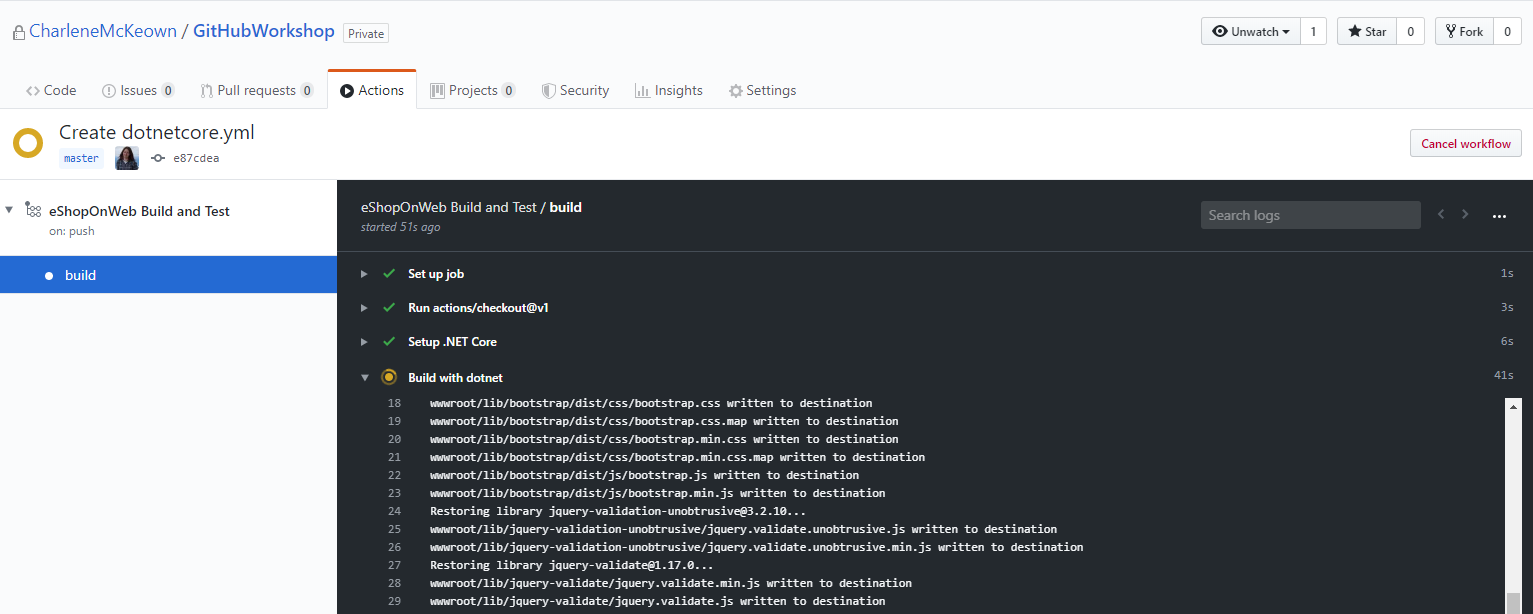 CharleneMcKeown / GitHubWorkshop Private
Unwatch 1 Star 0 Fork 0
Code Issues 0 Pull requests 0 Actions Projects 0 Security Insights Settings
Create dotnetcore.yml
master e87cdea
Cancel workflow
eShopOnWeb Build and Test
on: push
build
eShopOnWeb Build and Test / build
started 51s ago
Search logs
Set up job 1s
Run actions/checkout@v1 3s
Setup .NET Core 6s
Build with dotnet 41s
18 wwwroot/lib/bootstrap/dist/css/bootstrap.css written to destination
19 wwwroot/lib/bootstrap/dist/css/bootstrap.css.map written to destination
20 wwwroot/lib/bootstrap/dist/css/bootstrap.min.css written to destination
21 wwwroot/lib/bootstrap/dist/css/bootstrap.min.css.map written to destination
22 wwwroot/lib/bootstrap/dist/js/bootstrap.js written to destination
23 wwwroot/lib/bootstrap/dist/js/bootstrap.min.js written to destination
24 Restoring library jquery-validation-unobtrusive@3.2.10...
25 wwwroot/lib/jquery-validation-unobtrusive/jquery.validate.unobtrusive.js written to destination
26 wwwroot/lib/jquery-validation-unobtrusive/jquery.validate.unobtrusive.min.js written to destination
27 Restoring library jquery-validate@1.17.0...
28 wwwroot/lib/jquery-validate/jquery.validate.min.js written to destination
29 wwwroot/lib/jquery-validate/jquery.validate.js written to destination